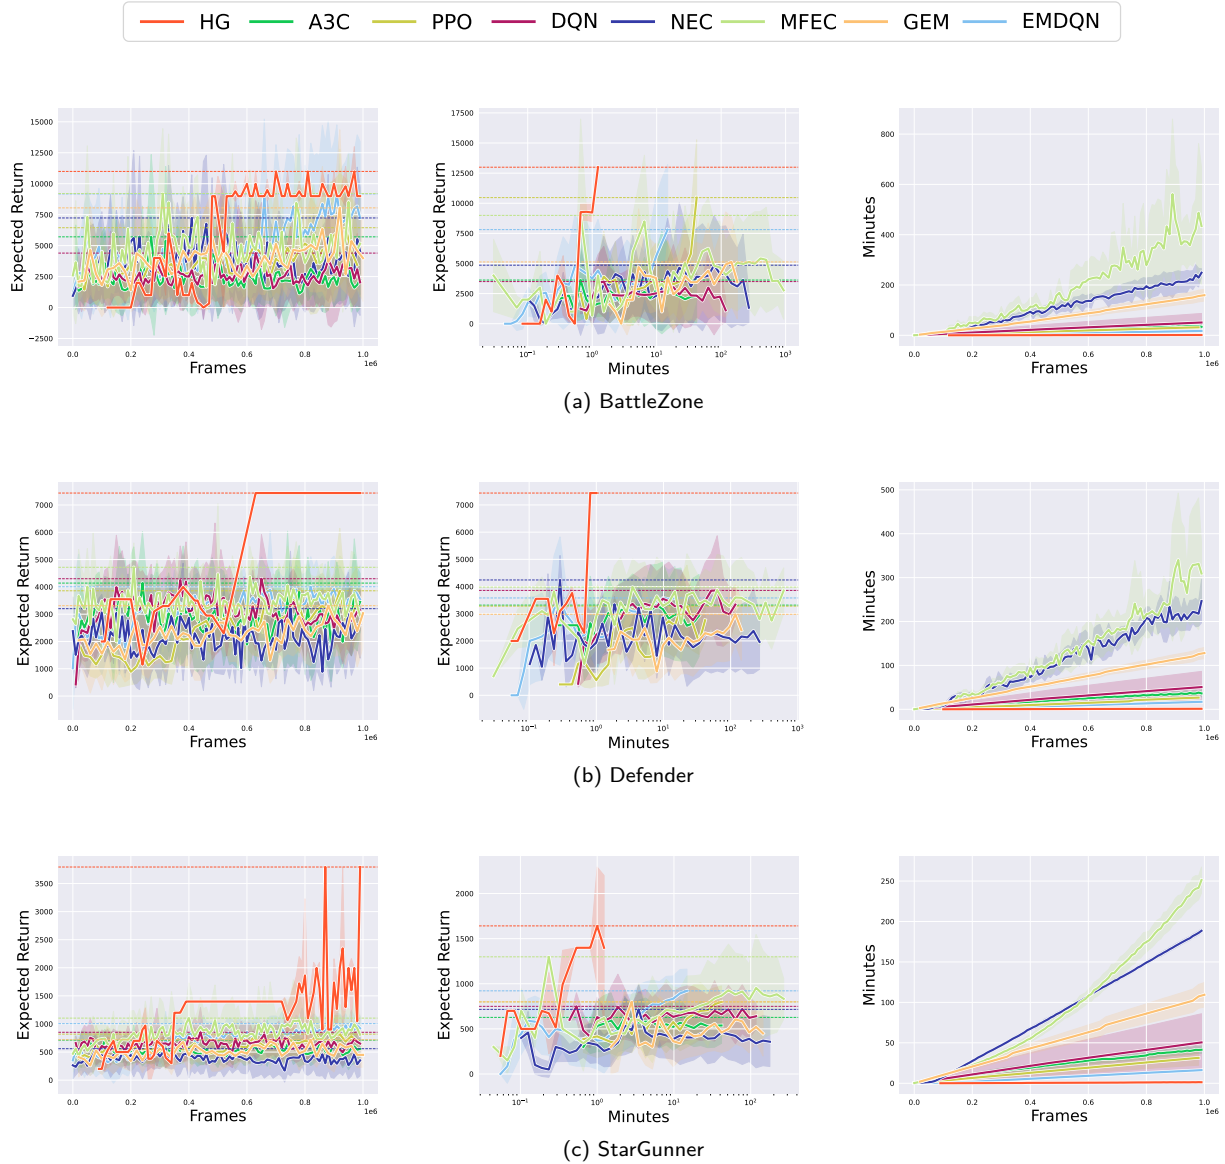 HG A3C PPO DQN NEC MFEC GEM EMDQN
Expected Return
15000
12500
10000
7500
5000
2500
0
−2500
0.0 0.2 0.4 0.6 0.8 1.0
1e6
Frames
Expected Return
17500
15000
12500
10000
7500
5000
2500
0
10⁻¹ 10⁰ 10¹ 10² 10³
Minutes
Minutes
800
600
400
200
0
0.0 0.2 0.4 0.6 0.8 1.0
1e6
Frames
(a) BattleZone
Expected Return
7000
6000
5000
4000
3000
2000
1000
0
0.0 0.2 0.4 0.6 0.8 1.0
1e6
Frames
Expected Return
7000
6000
5000
4000
3000
2000
1000
0
10⁻¹ 10⁰ 10¹ 10² 10³
Minutes
Minutes
500
400
300
200
100
0
0.0 0.2 0.4 0.6 0.8 1.0
1e6
Frames
(b) Defender
Expected Return
3500
3000
2500
2000
1500
1000
500
0
0.0 0.2 0.4 0.6 0.8 1.0
1e6
Frames
Expected Return
2000
1500
1000
500
0
10⁻¹ 10⁰ 10¹ 10²
Minutes
Minutes
250
200
150
100
50
0
0.0 0.2 0.4 0.6 0.8 1.0
1e6
Frames
(c) StarGunner